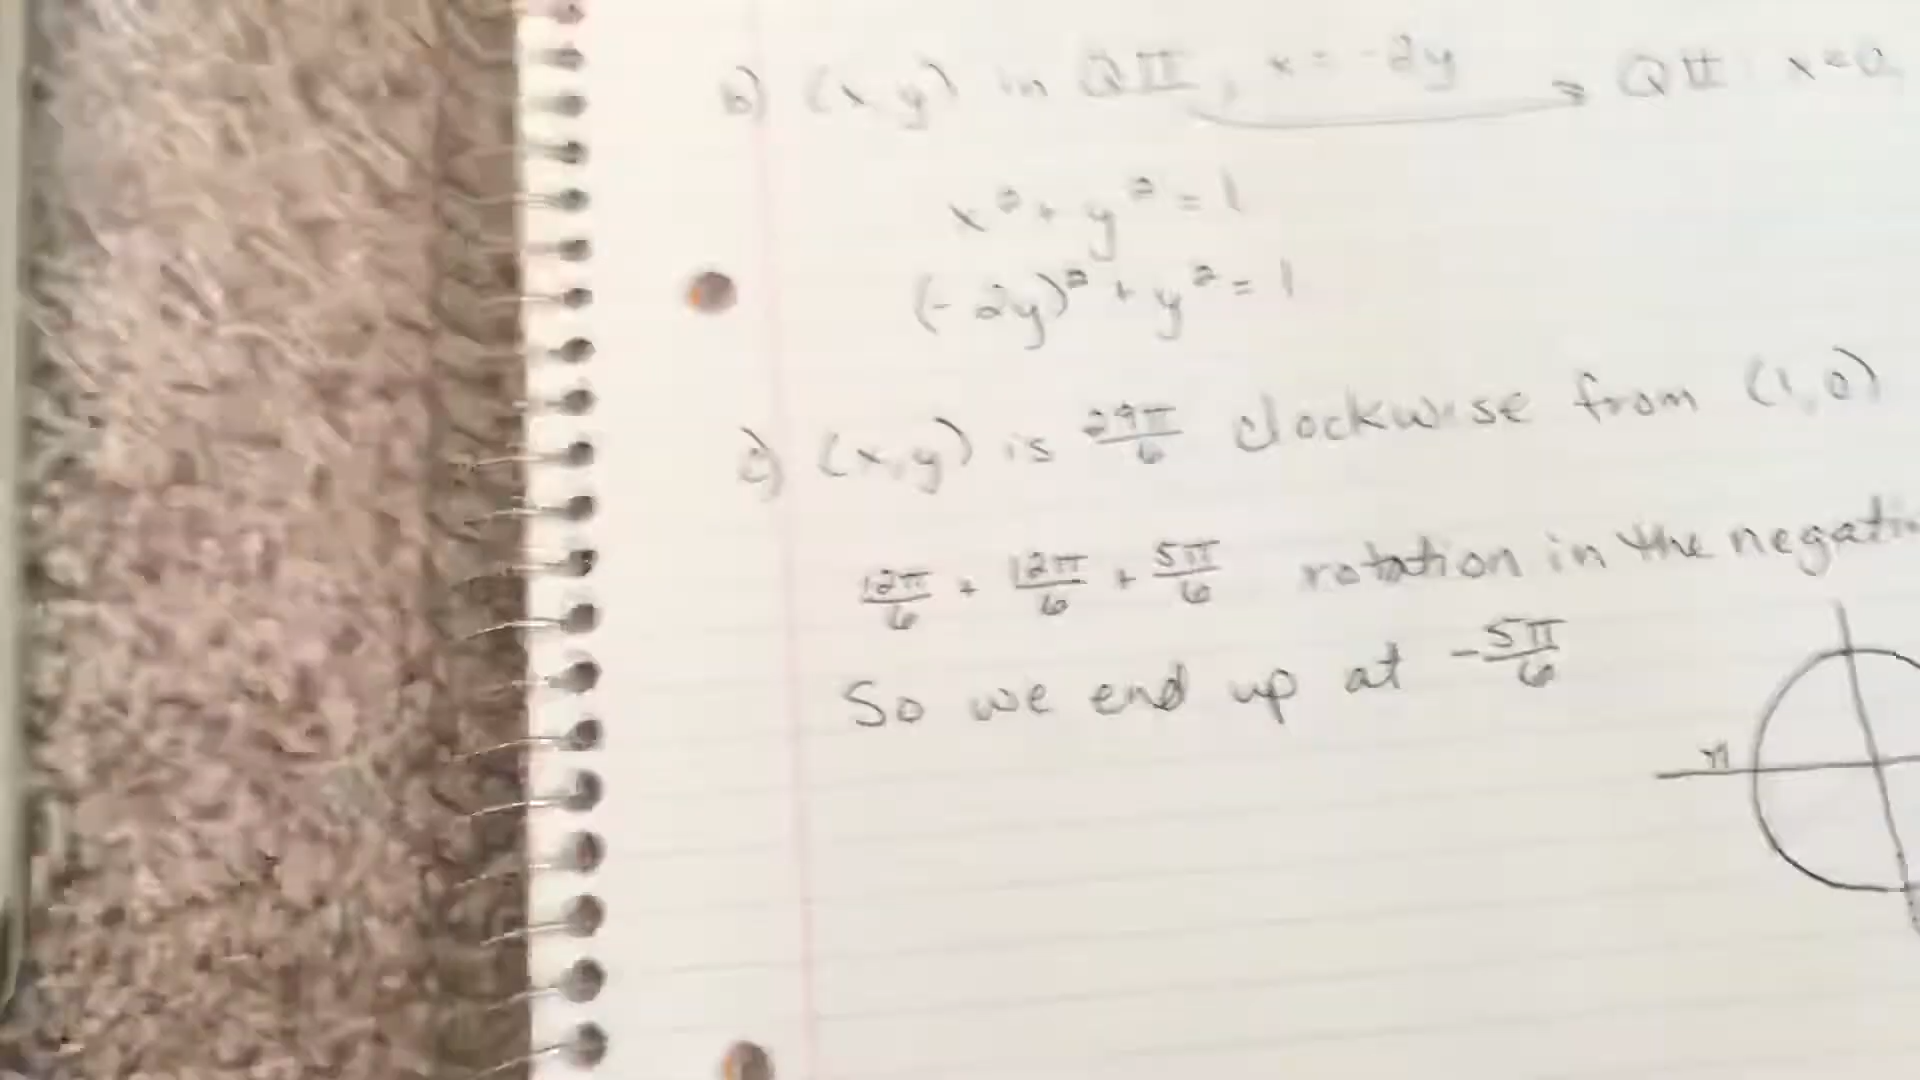 b) (x,y) in QII, x = -2y → QII: x<0,
x² + y² = 1
(-2y)² + y² = 1
c) (x,y) is 29π/6 clockwise from (1,0)
12π/6 + 12π/6 + 5π/6 rotation in the negati
So we end up at -5π/6
π